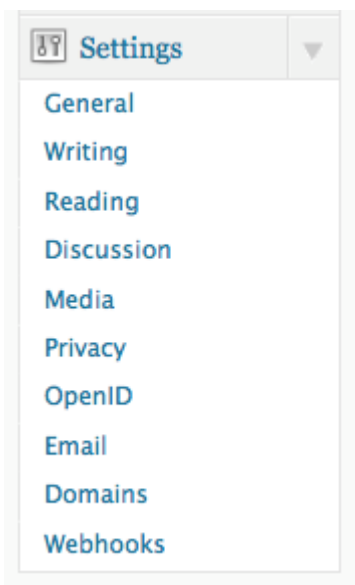 Settings
General
Writing
Reading
Discussion
Media
Privacy
OpenID
Email
Domains
Webhooks